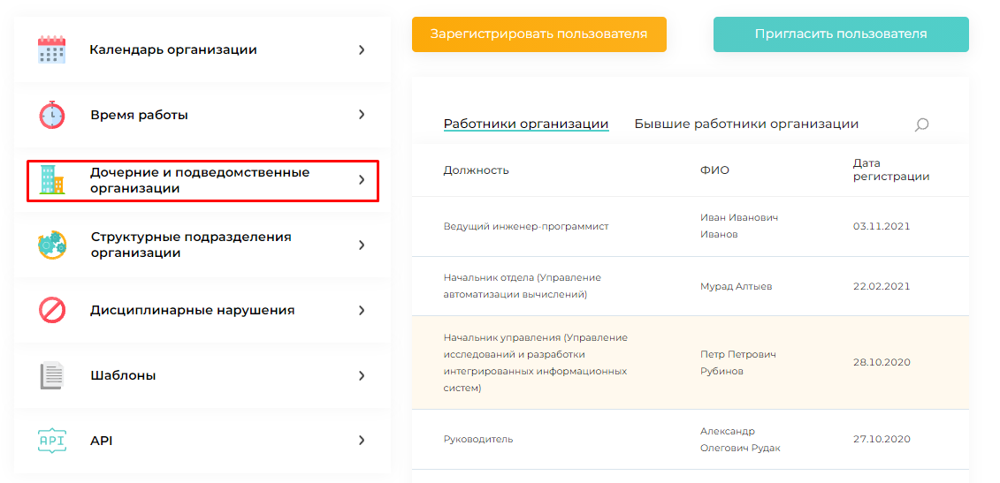 Календарь организации
Время работы
Дочерние и подведомственные
организации
Структурные подразделения
организации
Дисциплинарные нарушения
Шаблоны
API
API
Зарегистрировать пользователя
Пригласить пользователя
Работники организации
Бывшие работники организации
Должность
ФИО
Дата
регистрации
Ведущий инженер-программист
Иван Иванович
Иванов
03.11.2021
Начальник отдела (Управление
автоматизации вычислений)
Мурад Алтыев
22.02.2021
Начальник управления (Управление
исследований и разработки
интегрированных информационных
систем)
Петр Петрович
Рубинов
28.10.2020
Руководитель
Александр
Олегович Рудак
27.10.2020